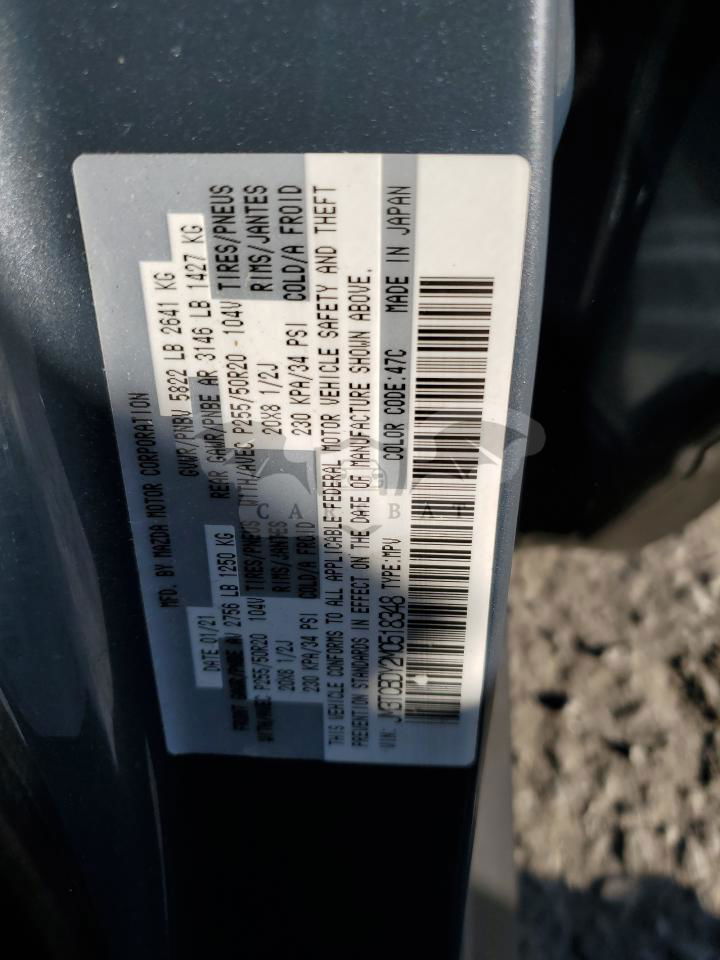 MFD. BY MAZDA MOTOR CORPORATION
DATE 01/21 GVWR/PNBV 5822 LB 2641 KG
FRONT GAWR/PNBE AV 2756 LB 1250 KG REAR GAWR/PNBE AR 3146 LB 1427 KG
WITH/AVEC P255/50R20 104V TIRES/PNEUS WITH/AVEC P255/50R20 - 104V TIRES/PNEUS
20X8 1/2J RIMS/JANTES 20X8 1/2J RIMS/JANTES
230 KPA/34 PSI COLD/A FROID 230 KPA/34 PSI COLD/A FROID
THIS VEHICLE CONFORMS TO ALL APPLICABLE FEDERAL MOTOR VEHICLE SAFETY AND THEFT
PREVENTION STANDARDS IN EFFECT ON THE DATE OF MANUFACTURE SHOWN ABOVE.
VIN: JM3TCBDY2M0518348 TYPE:MPV COLOR CODE:47C MADE IN JAPAN
CAR BAT